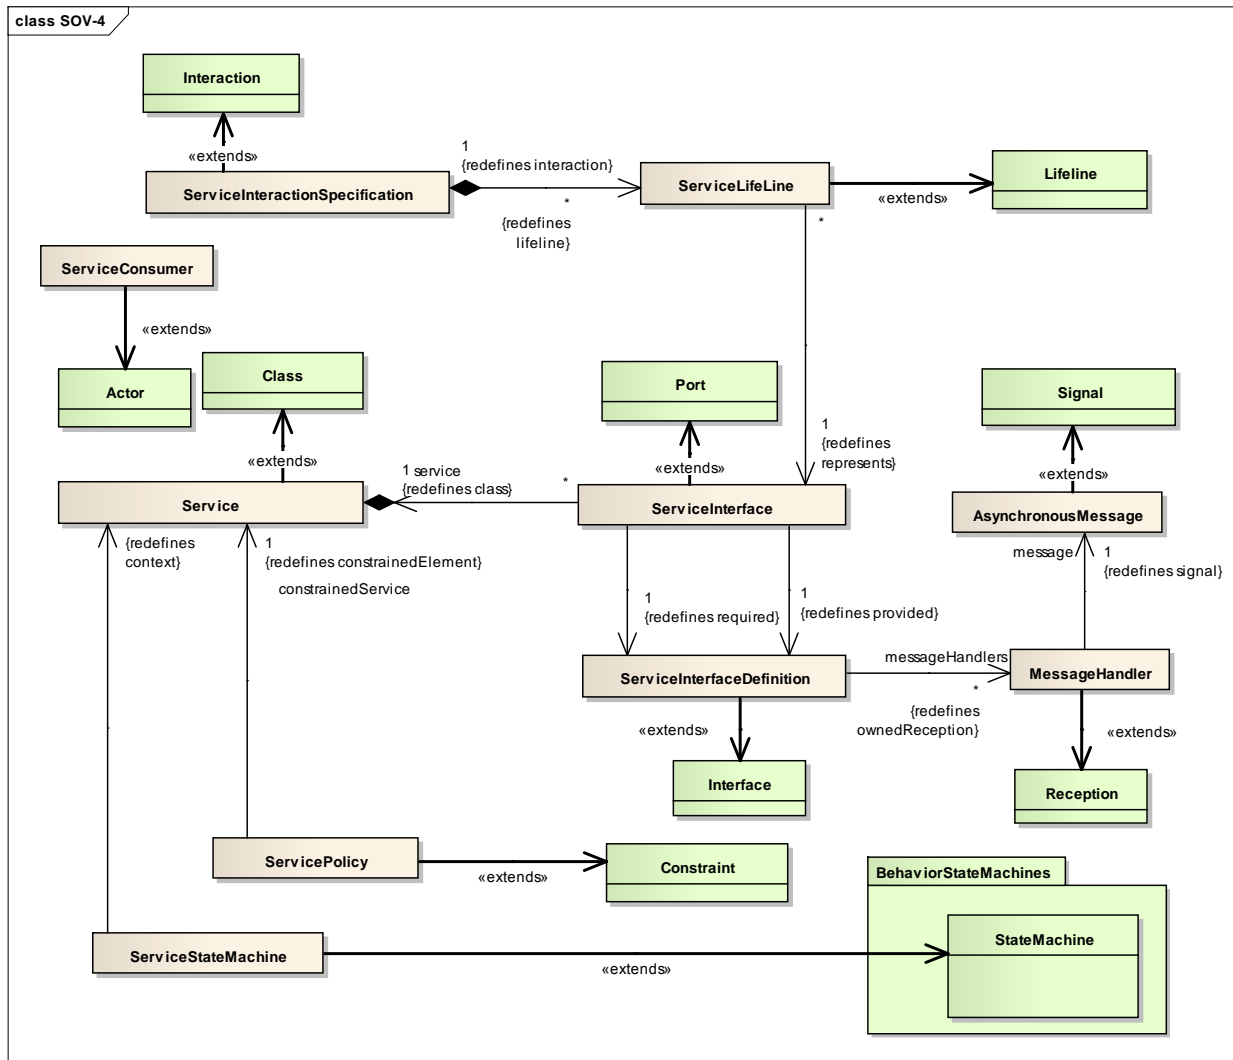 class SOV-4
Interaction
«extends»
ServiceInteractionSpecification
1
{redefines interaction}
*
{redefines
lifeline}
ServiceLifeLine
*
«extends»
Lifeline
ServiceConsumer
«extends»
Actor
Class
«extends»
Port
«extends»
1
{redefines
represents}
Signal
«extends»
Service
1 service
{redefines class}
*
ServiceInterface
AsynchronousMessage
{redefines
context}
1
{redefines constrainedElement}
constrainedService
message
1
{redefines signal}
1
{redefines required}
1
{redefines provided}
ServiceInterfaceDefinition
messageHandlers
*
{redefines
ownedReception}
MessageHandler
«extends»
Interface
«extends»
Reception
ServicePolicy
«extends»
Constraint
BehaviorStateMachines
StateMachine
ServiceStateMachine
«extends»